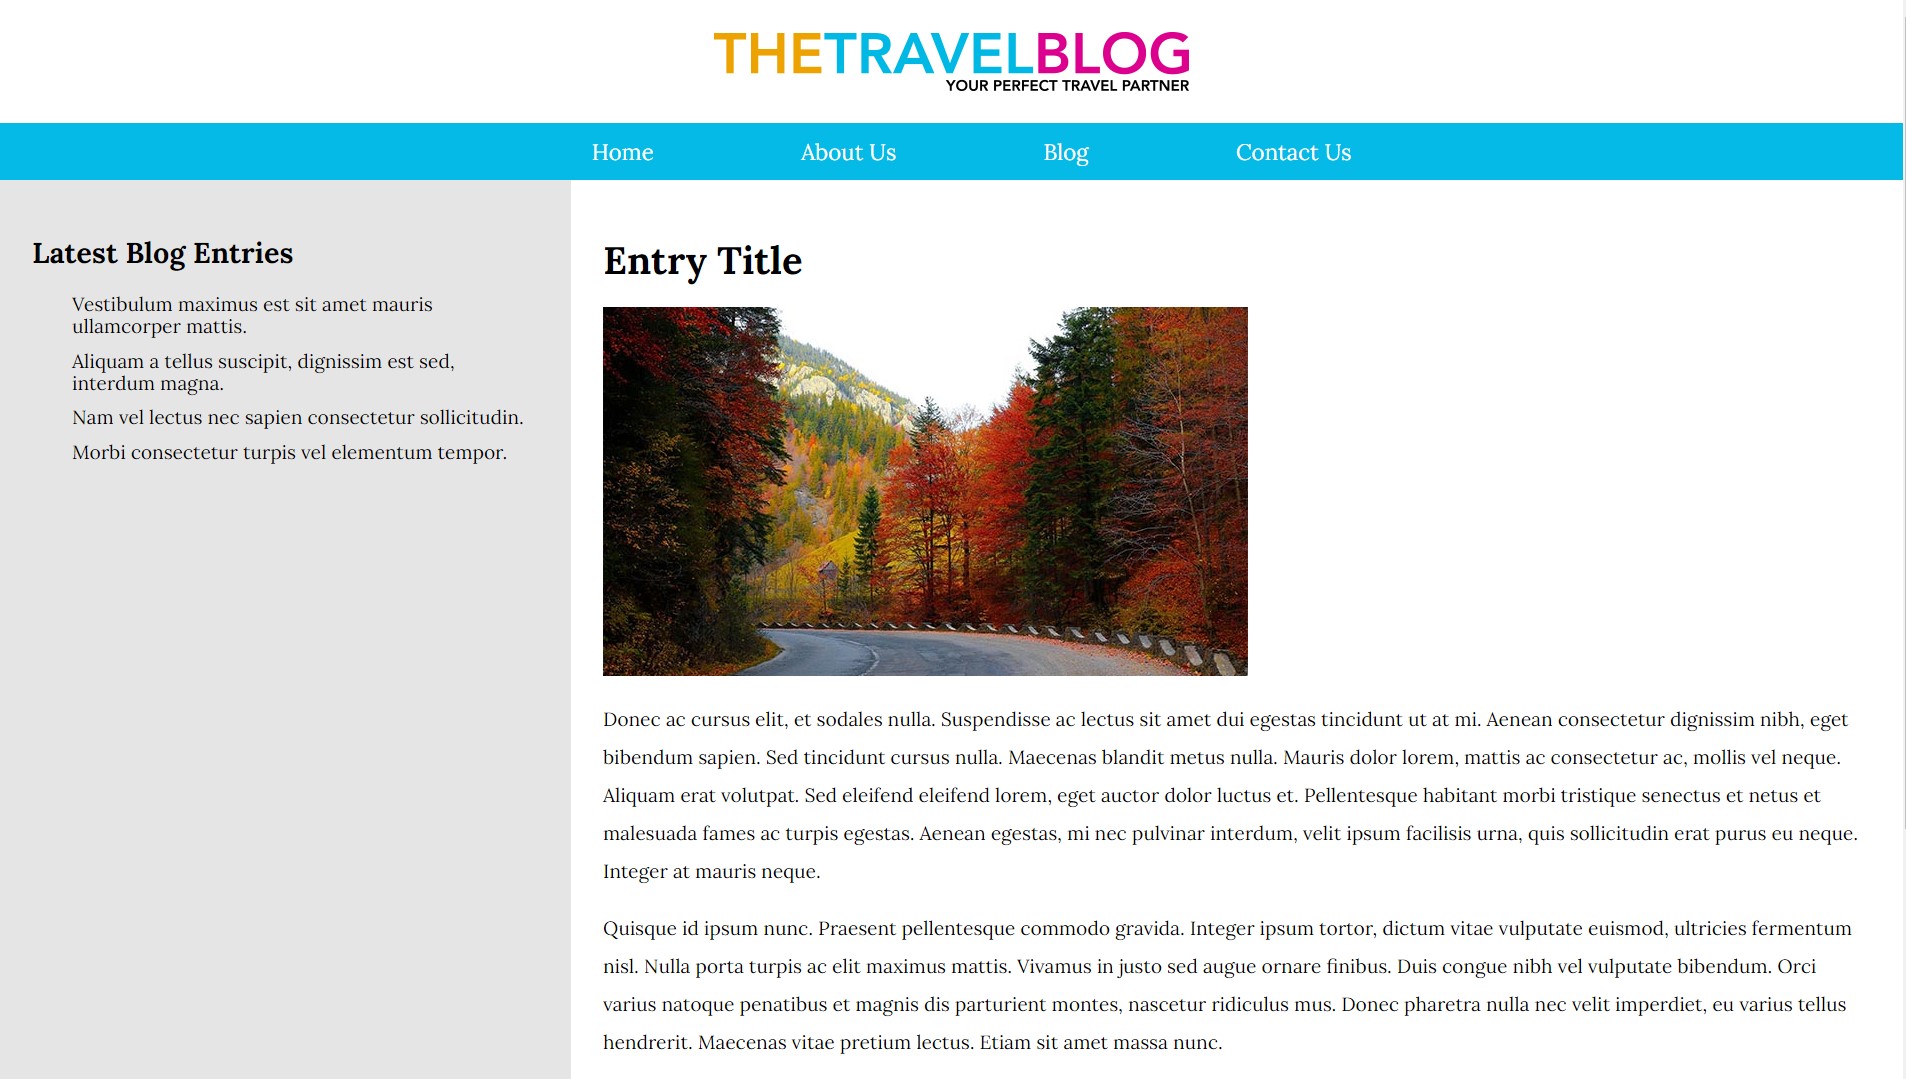 THETRAVELBLOG
YOUR PERFECT TRAVEL PARTNER
Home About Us Blog Contact Us
Latest Blog Entries
Vestibulum maximus est sit amet mauris
ullamcorper mattis.
Aliquam a tellus suscipit, dignissim est sed,
interdum magna.
Nam vel lectus nec sapien consectetur sollicitudin.
Morbi consectetur turpis vel elementum tempor.
Entry Title
Donec ac cursus elit, et sodales nulla. Suspendisse ac lectus sit amet dui egestas tincidunt ut at mi. Aenean consectetur dignissim nibh, eget
bibendum sapien. Sed tincidunt cursus nulla. Maecenas blandit metus nulla. Mauris dolor lorem, mattis ac consectetur ac, mollis vel neque.
Aliquam erat volutpat. Sed eleifend eleifend lorem, eget auctor dolor luctus et. Pellentesque habitant morbi tristique senectus et netus et
malesuada fames ac turpis egestas. Aenean egestas, mi nec pulvinar interdum, velit ipsum facilisis urna, quis sollicitudin erat purus eu neque.
Integer at mauris neque.
Quisque id ipsum nunc. Praesent pellentesque commodo gravida. Integer ipsum tortor, dictum vitae vulputate euismod, ultricies fermentum
nisl. Nulla porta turpis ac elit maximus mattis. Vivamus in justo sed augue ornare finibus. Duis congue nibh vel vulputate bibendum. Orci
varius natoque penatibus et magnis dis parturient montes, nascetur ridiculus mus. Donec pharetra nulla nec velit imperdiet, eu varius tellus
hendrerit. Maecenas vitae pretium lectus. Etiam sit amet massa nunc.